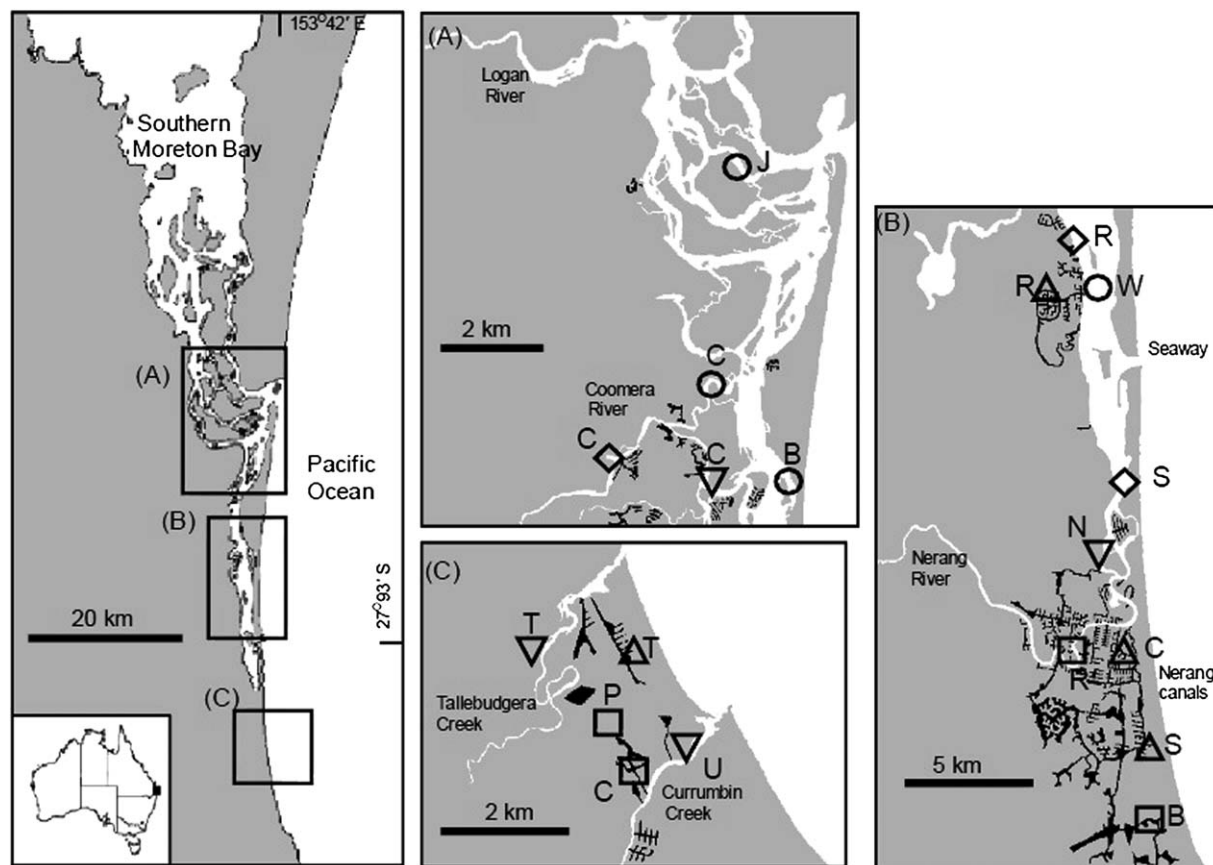 153°42′ E
Southern
Moreton Bay
(A)
Pacific
Ocean
(B)
20 km
27°93′ S
(C)
(A)
Logan
River
J
2 km
C
Coomera
River
C
C
B
(C)
T
T
Tallebudgera
Creek
P
C
U
Currumbin
Creek
2 km
(B)
R
R
W
Seaway
S
N
Nerang
River
R
C
Nerang
canals
S
5 km
B